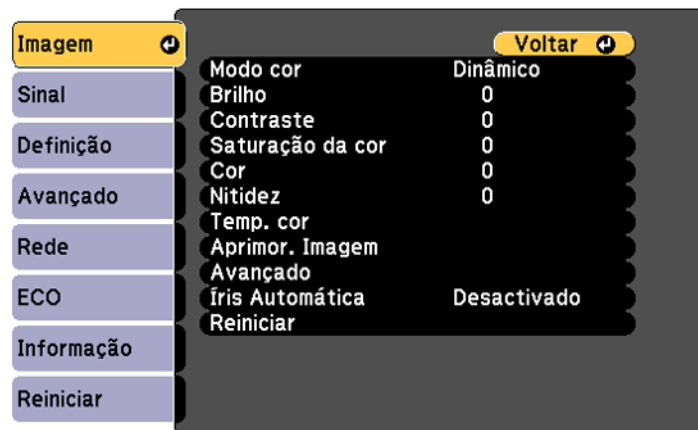 Imagem
Sinal
Definição
Avançado
Rede
ECO
Informação
Reiniciar
Voltar
Modo cor Dinâmico
Brilho 0
Contraste 0
Saturação da cor 0
Cor 0
Nitidez 0
Temp. cor
Aprimor. Imagem
Avançado
Íris Automática Desactivado
Reiniciar